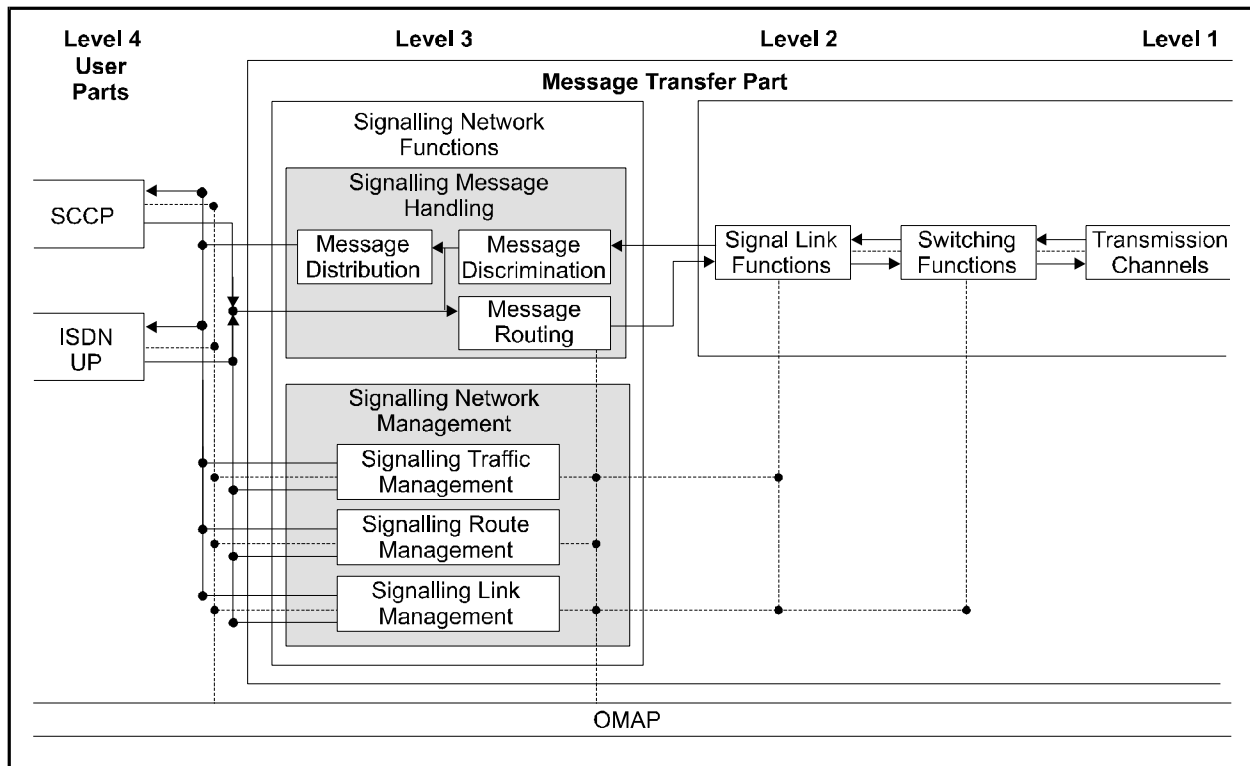 Level 4
User
Parts
Level 3
Level 2
Level 1
Message Transfer Part
Signalling Network
Functions
Signalling Message
Handling
SCCP
Message
Distribution
Message
Discrimination
Signal Link
Functions
Switching
Functions
Transmission
Channels
Message
Routing
ISDN
UP
Signalling Network
Management
Signalling Traffic
Management
Signalling Route
Management
Signalling Link
Management
OMAP